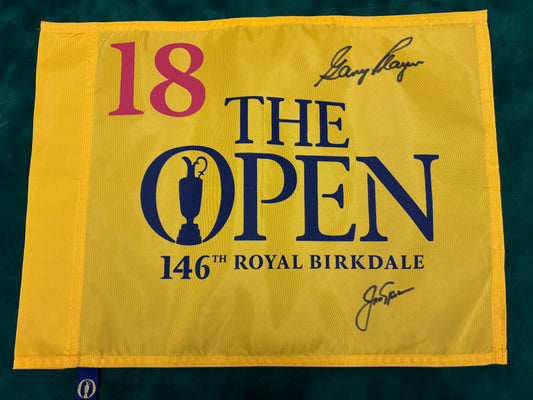 18
Gary Player
THE
OPEN
146TH ROYAL BIRKDALE